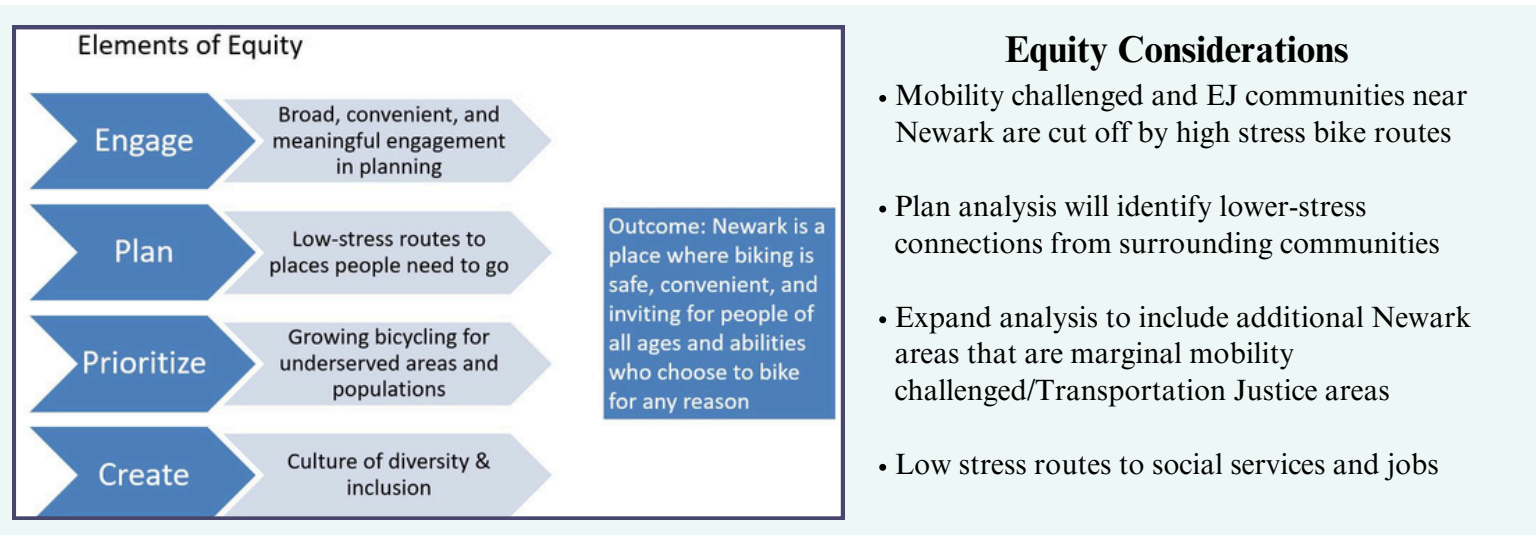 Elements of Equity
Engage
Broad, convenient, and
meaningful engagement
in planning
Plan
Low-stress routes to
places people need to go
Prioritize
Growing bicycling for
underserved areas and
populations
Create
Culture of diversity &
inclusion
Outcome: Newark is a
place where biking is
safe, convenient, and
inviting for people of
all ages and abilities
who choose to bike
for any reason
Equity Considerations
• Mobility challenged and EJ communities near
Newark are cut off by high stress bike routes
• Plan analysis will identify lower-stress
connections from surrounding communities
• Expand analysis to include additional Newark
areas that are marginal mobility
challenged/Transportation Justice areas
• Low stress routes to social services and jobs